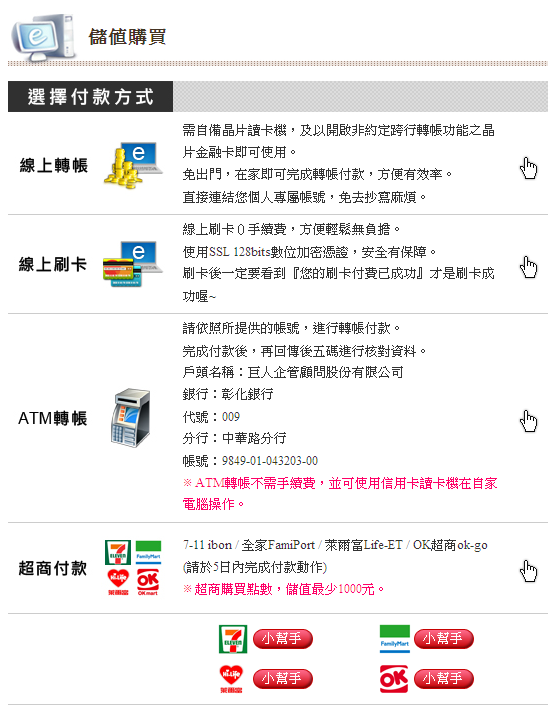 儲值購買
選擇付款方式
線上轉帳
需自備晶片讀卡機，及以開啟非約定跨行轉帳功能之晶
片金融卡即可使用。
免出門，在家即可完成轉帳付款，方便有效率。
直接連結您個人專屬帳號，免去抄寫麻煩。
線上刷卡
線上刷卡0手續費，方便輕鬆無負擔。
使用SSL 128bits數位加密憑證，安全有保障。
刷卡後一定要看到『您的刷卡付費已成功』才是刷卡成
功喔~
ATM轉帳
請依照所提供的帳號，進行轉帳付款。
完成付款後，再回傳後五碼進行核對資料。
戶頭名稱：巨人企管顧問股份有限公司
銀行：彰化銀行
代號：009
分行：中華路分行
帳號：9849-01-043203-00
※ATM轉帳不需手續費，並可使用信用卡讀卡機在自家
電腦操作。
超商付款
7-ELEVEN FamilyMart
Hi-Life 萊爾富 OK OKmart
7-11 ibon / 全家FamiPort / 萊爾富Life-ET / OK超商ok-go
(請於5日內完成付款動作)
※超商購買點數，儲值最少1000元。
7-ELEVEN 小幫手 FamilyMart 小幫手
Hi-Life 萊爾富 小幫手 OK OKmart 小幫手